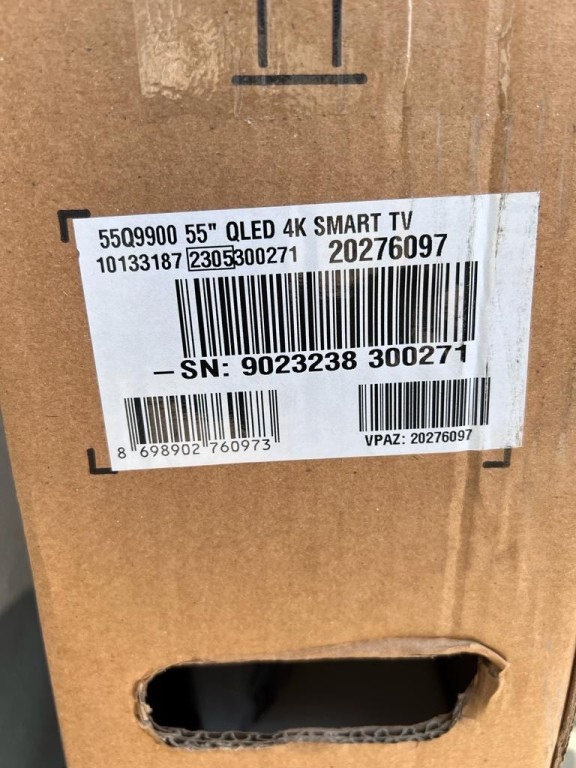 55Q9900 55" QLED 4K SMART TV
10133187 2305300271 20276097
–SN: 9023238 300271
8 698902 760973
VPAZ: 20276097